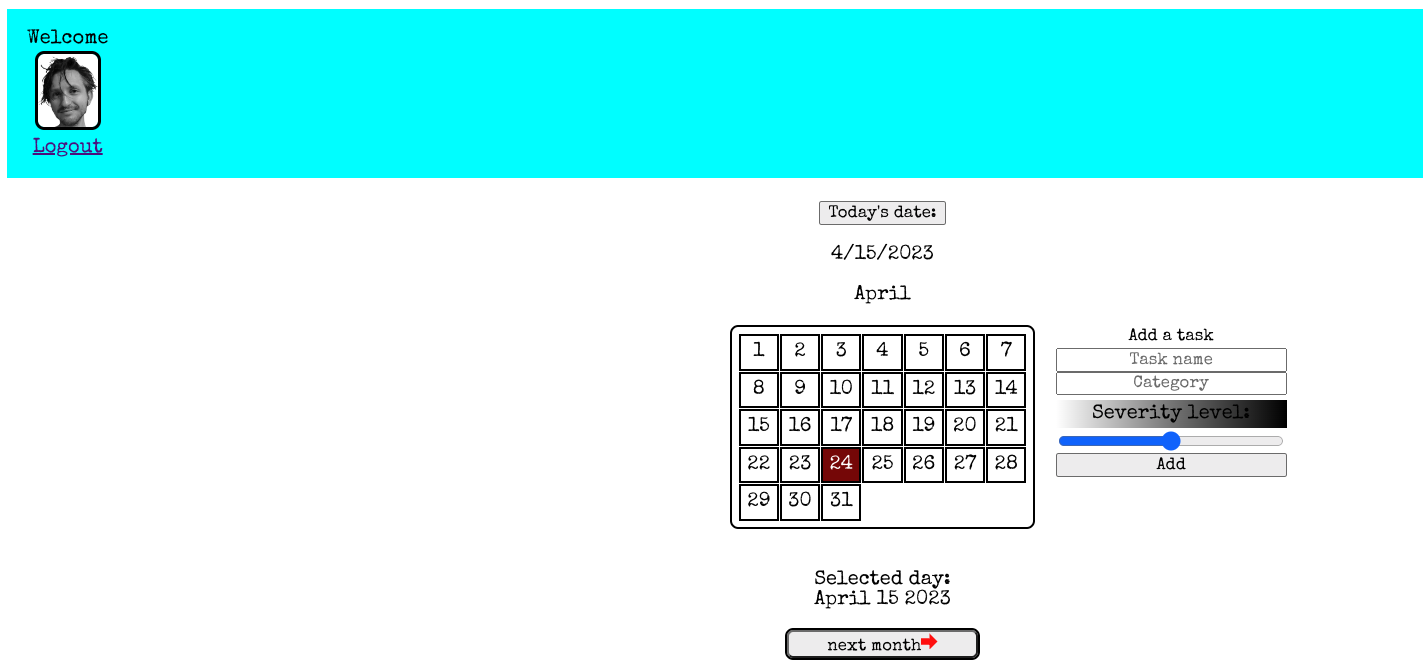 Welcome
Logout
Today's date:
4/15/2023
April
1 2 3 4 5 6 7
8 9 10 11 12 13 14
15 16 17 18 19 20 21
22 23 24 25 26 27 28
29 30 31
Add a task
Task name
Category
Severity level:
Add
Selected day:
April 15 2023
next month